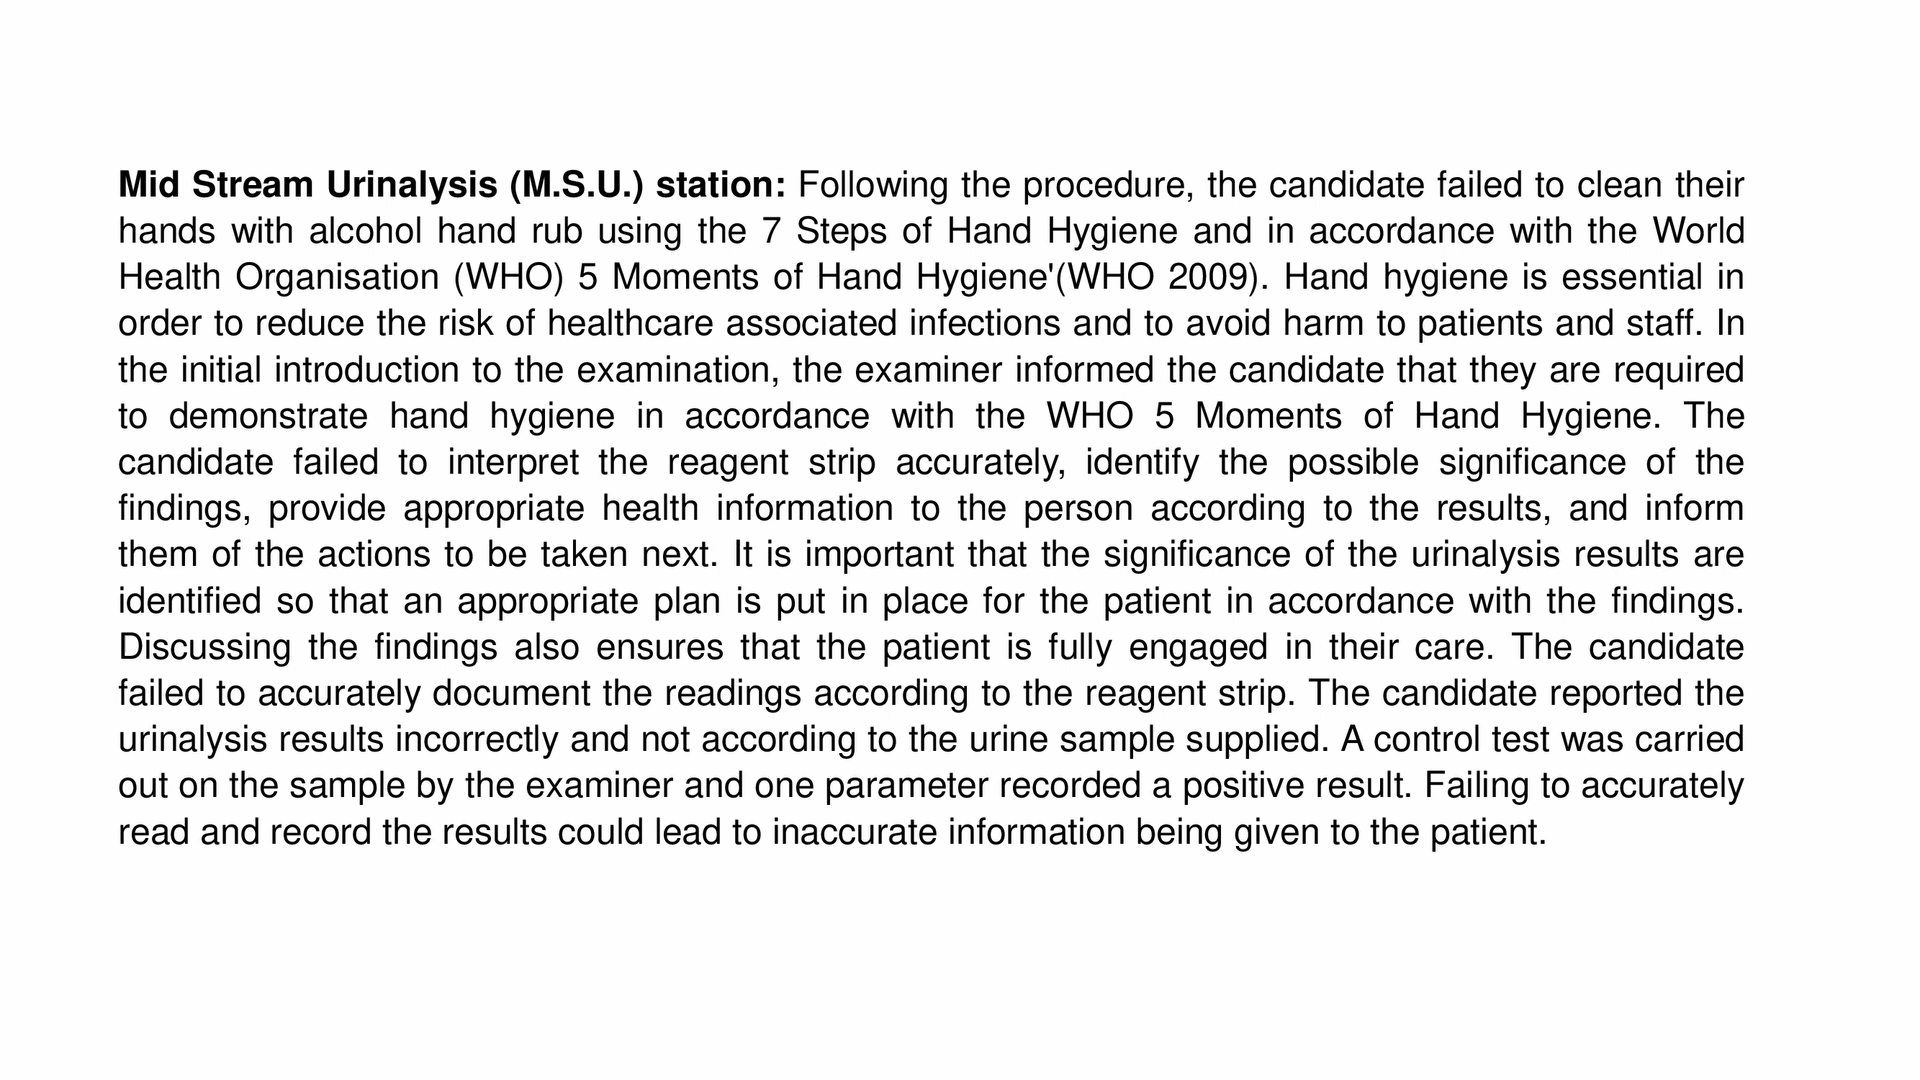 Mid Stream Urinalysis (M.S.U.) station: Following the procedure, the candidate failed to clean their
hands with alcohol hand rub using the 7 Steps of Hand Hygiene and in accordance with the World
Health Organisation (WHO) 5 Moments of Hand Hygiene'(WHO 2009). Hand hygiene is essential in
order to reduce the risk of healthcare associated infections and to avoid harm to patients and staff. In
the initial introduction to the examination, the examiner informed the candidate that they are required
to demonstrate hand hygiene in accordance with the WHO 5 Moments of Hand Hygiene. The
candidate failed to interpret the reagent strip accurately, identify the possible significance of the
findings, provide appropriate health information to the person according to the results, and inform
them of the actions to be taken next. It is important that the significance of the urinalysis results are
identified so that an appropriate plan is put in place for the patient in accordance with the findings.
Discussing the findings also ensures that the patient is fully engaged in their care. The candidate
failed to accurately document the readings according to the reagent strip. The candidate reported the
urinalysis results incorrectly and not according to the urine sample supplied. A control test was carried
out on the sample by the examiner and one parameter recorded a positive result. Failing to accurately
read and record the results could lead to inaccurate information being given to the patient.